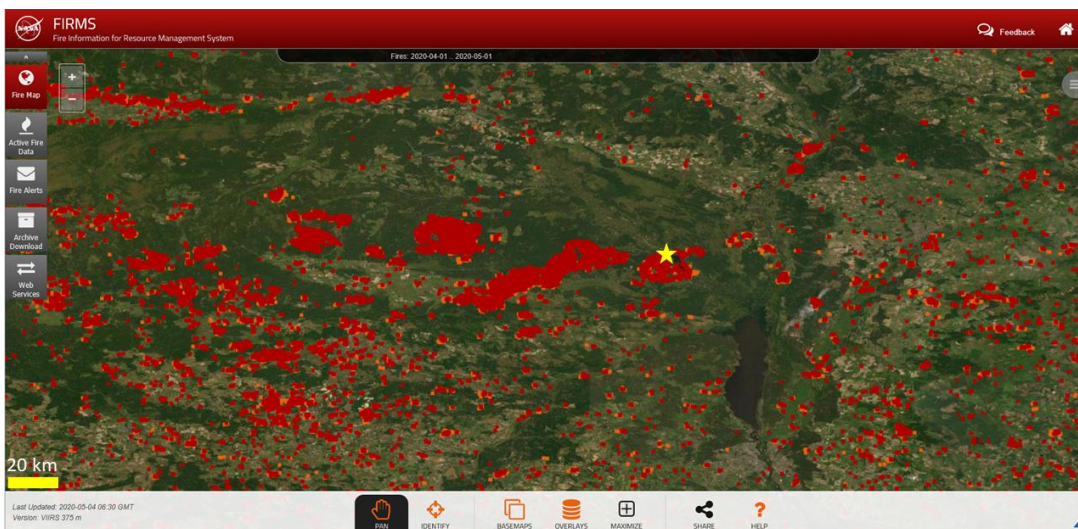 NASA
FIRMS
Fire Information for Resource Management System
Feedback
Fires: 2020-04-01 .. 2020-05-01
+
−
Fire Map
Active Fire
Data
Fire Alerts
Archive
Download
Web
Services
20 km
Last Updated: 2020-05-04 06:30 GMT
Version: VIIRS 375 m
PAN
IDENTIFY
BASEMAPS
OVERLAYS
MAXIMIZE
SHARE
?
HELP